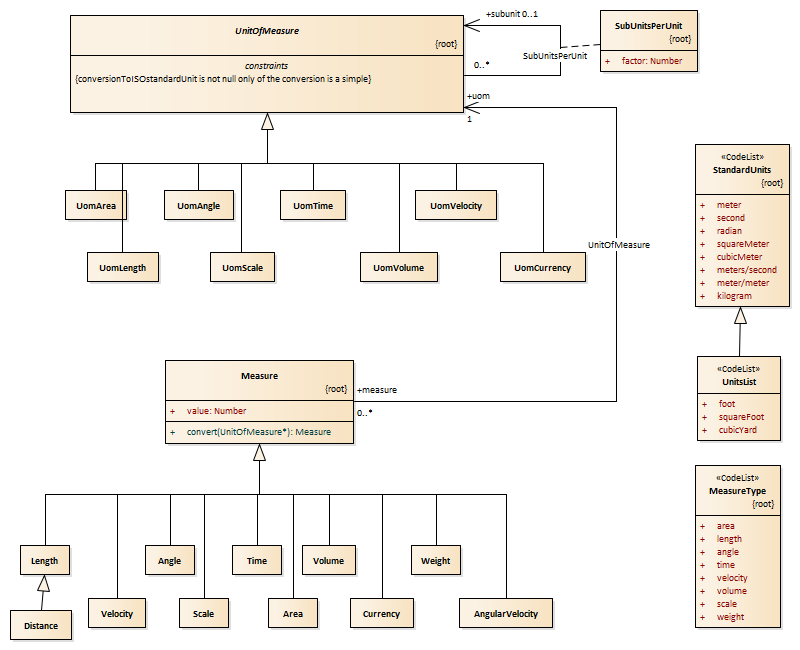 UnitOfMeasure
{root}
constraints
{conversionToISOstandardUnit is not null only of the conversion is a simple}
+subunit 0..1
0..*
SubUnitsPerUnit
SubUnitsPerUnit
{root}
+ factor: Number
+uom
1
UnitOfMeasure
UomArea
UomAngle
UomTime
UomVelocity
UomLength
UomScale
UomVolume
UomCurrency
«CodeList»
StandardUnits
{root}
+ meter
+ second
+ radian
+ squareMeter
+ cubicMeter
+ meters/second
+ meter/meter
+ kilogram
Measure
{root}
+ value: Number
+ convert(UnitOfMeasure*): Measure
+measure
0..*
«CodeList»
UnitsList
+ foot
+ squareFoot
+ cubicYard
«CodeList»
MeasureType
{root}
+ area
+ length
+ angle
+ time
+ velocity
+ volume
+ scale
+ weight
Length
Angle
Time
Volume
Weight
Distance
Velocity
Scale
Area
Currency
AngularVelocity